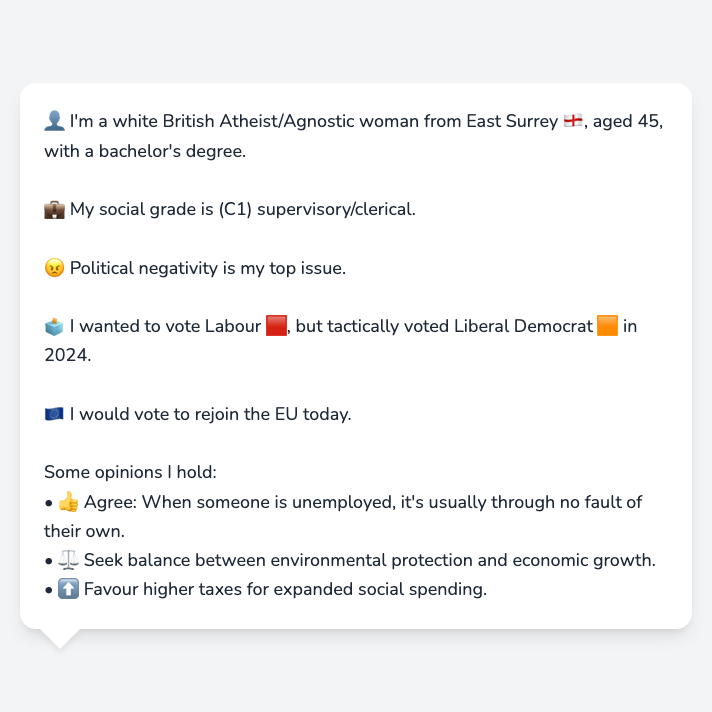 👤 I'm a white British Atheist/Agnostic woman from East Surrey 🏴󠁧󠁢󠁥󠁮󠁧󠁿, aged 45,
with a bachelor's degree.
💼 My social grade is (C1) supervisory/clerical.
😠 Political negativity is my top issue.
🗳️ I wanted to vote Labour 🟥, but tactically voted Liberal Democrat 🟧 in
2024.
🇪🇺 I would vote to rejoin the EU today.
Some opinions I hold:
• 👍 Agree: When someone is unemployed, it's usually through no fault of
their own.
• ⚖️ Seek balance between environmental protection and economic growth.
• ⬆️ Favour higher taxes for expanded social spending.